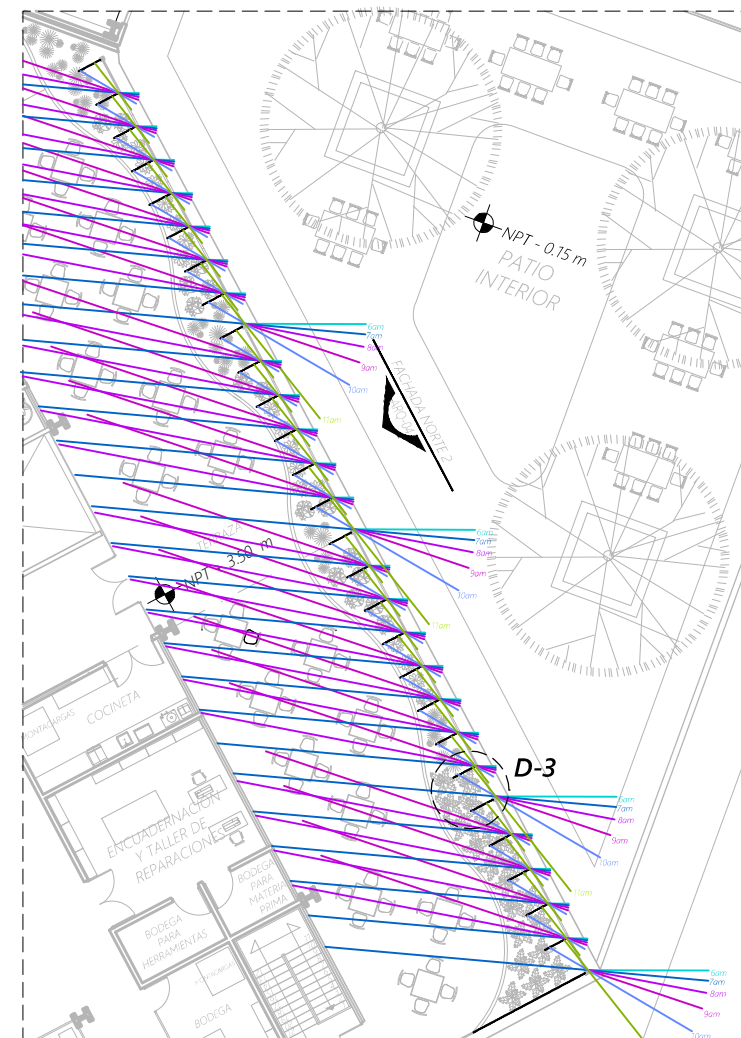 NPT - 0.15 m
PATIO
INTERIOR
6am
7am
8am
9am
10am
11am
FACHADA NORTE 2
6am
7am
8am
9am
10am
11am
TERRAZA
NPT - 3.50 m
COCINETA
MONTACARGAS
D-3
6am
7am
8am
9am
10am
11am
ENCUADERNACIÓN
Y TALLER DE
REPARACIONES
BODEGA
PARA
MATERIA
PRIMA
BODEGA
PARA
HERRAMIENTAS
MONTACARGAS
BODEGA
6am
7am
8am
9am
10am